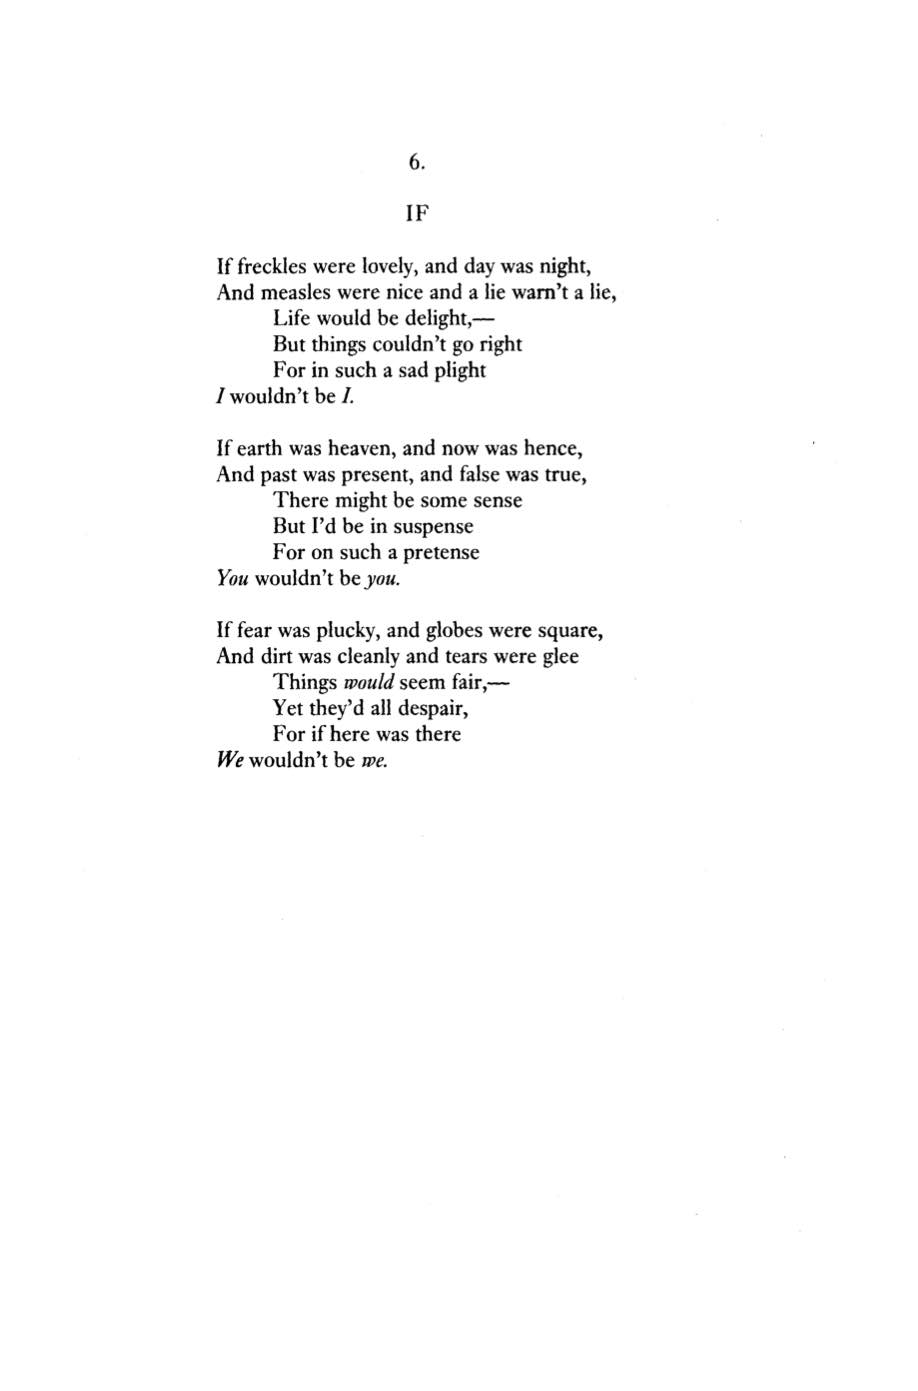 6.
IF
If freckles were lovely, and day was night,
And measles were nice and a lie warn't a lie,
Life would be delight,—
But things couldn't go right
For in such a sad plight
I wouldn't be I.
If earth was heaven, and now was hence,
And past was present, and false was true,
There might be some sense
But I'd be in suspense
For on such a pretense
You wouldn't be you.
If fear was plucky, and globes were square,
And dirt was cleanly and tears were glee
Things would seem fair,—
Yet they'd all despair,
For if here was there
We wouldn't be we.